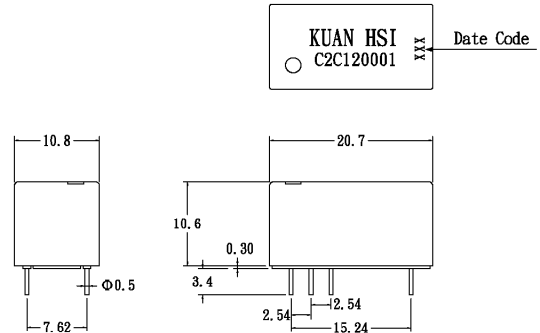 KUAN HSI
C2C120001
XXX
Date Code
10.8
20.7
10.6
0.30
3.4
Φ0.5
7.62
2.54
2.54
15.24